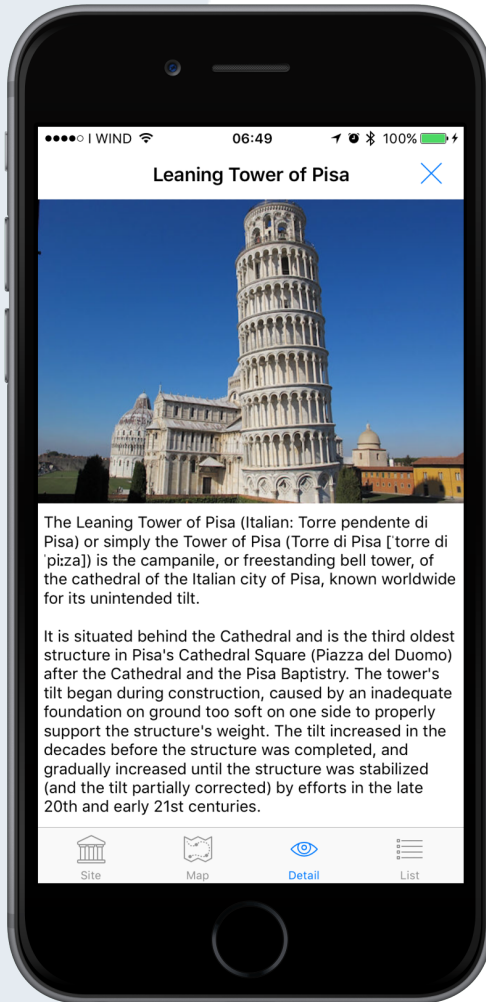 I WIND 06:49 100%
Leaning Tower of Pisa
The Leaning Tower of Pisa (Italian: Torre pendente di
Pisa) or simply the Tower of Pisa (Torre di Pisa [ˈtorre di
ˈpiːza]) is the campanile, or freestanding bell tower, of
the cathedral of the Italian city of Pisa, known worldwide
for its unintended tilt.
It is situated behind the Cathedral and is the third oldest
structure in Pisa's Cathedral Square (Piazza del Duomo)
after the Cathedral and the Pisa Baptistry. The tower's
tilt began during construction, caused by an inadequate
foundation on ground too soft on one side to properly
support the structure's weight. The tilt increased in the
decades before the structure was completed, and
gradually increased until the structure was stabilized
(and the tilt partially corrected) by efforts in the late
20th and early 21st centuries.
Site Map Detail List